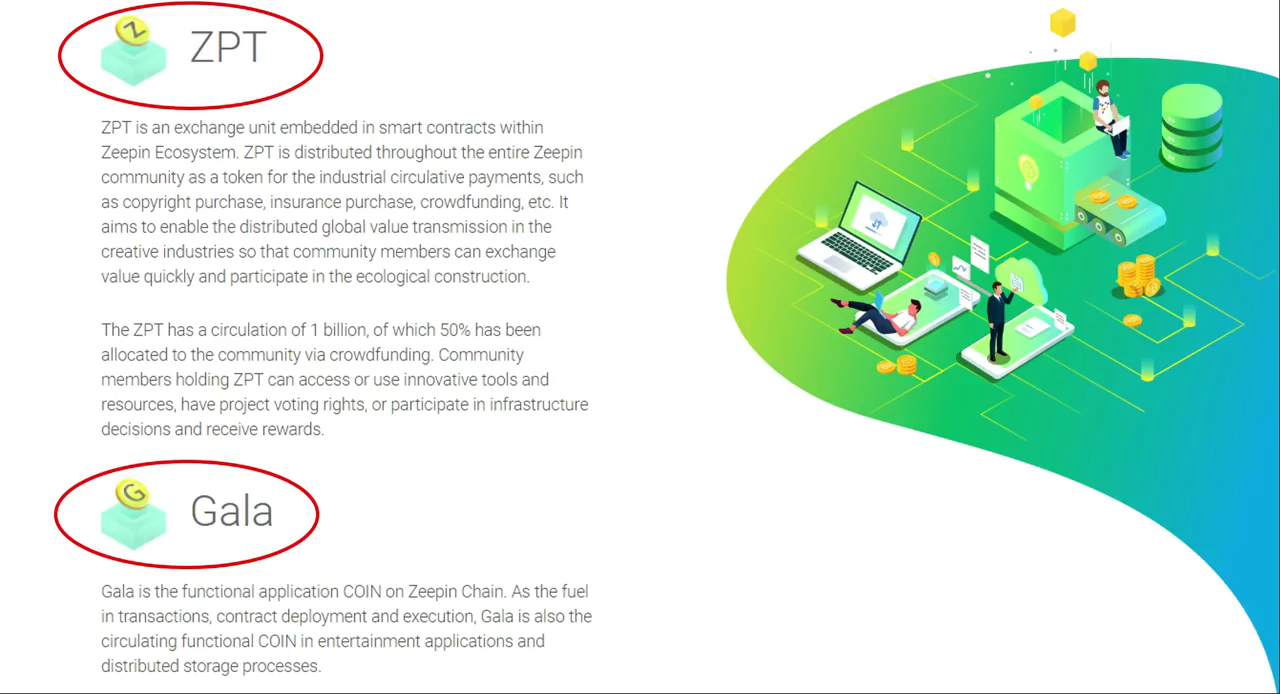 ZPT
ZPT is an exchange unit embedded in smart contracts within
Zeepin Ecosystem. ZPT is distributed throughout the entire Zeepin
community as a token for the industrial circulative payments, such
as copyright purchase, insurance purchase, crowdfunding, etc. It
aims to enable the distributed global value transmission in the
creative industries so that community members can exchange
value quickly and participate in the ecological construction.
The ZPT has a circulation of 1 billion, of which 50% has been
allocated to the community via crowdfunding. Community
members holding ZPT can access or use innovative tools and
resources, have project voting rights, or participate in infrastructure
decisions and receive rewards.
Gala
Gala is the functional application COIN on Zeepin Chain. As the fuel
in transactions, contract deployment and execution, Gala is also the
circulating functional COIN in entertainment applications and
distributed storage processes.